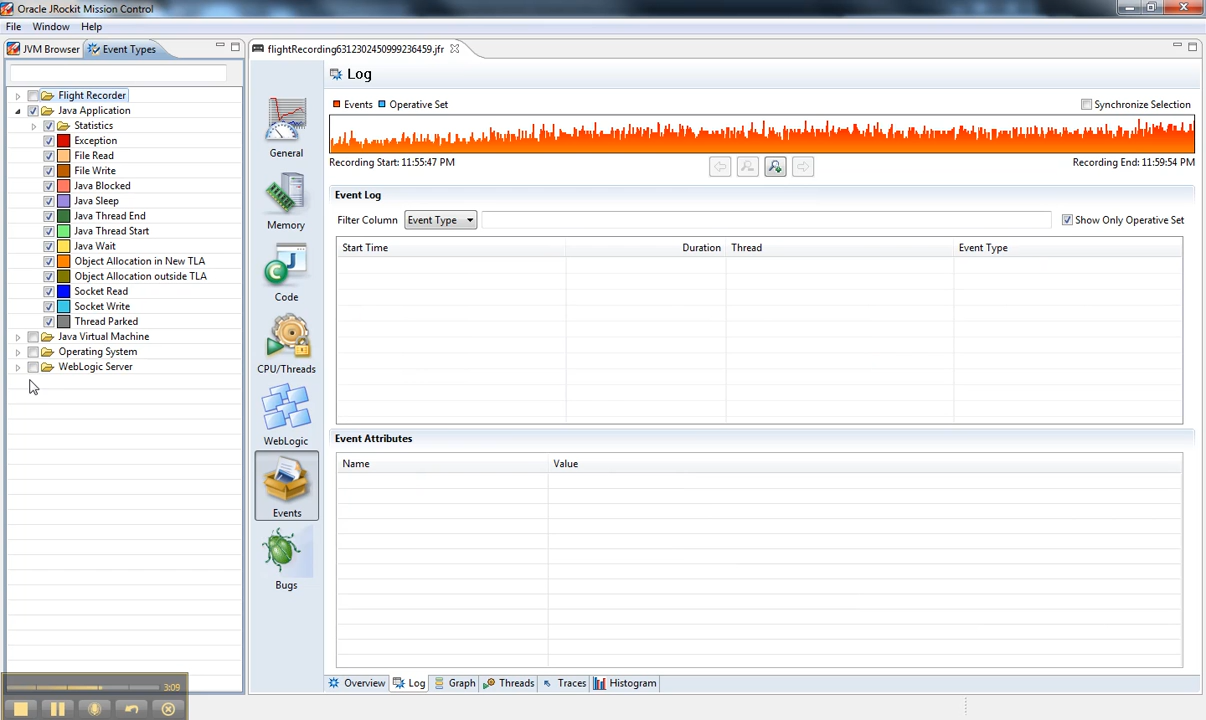 Oracle JRockit Mission Control
File Window Help
JVM Browser Event Types
flightRecording6312302450999236459.jfr
Flight Recorder
Java Application
Statistics
Exception
File Read
File Write
Java Blocked
Java Sleep
Java Thread End
Java Thread Start
Java Wait
Object Allocation in New TLA
Object Allocation outside TLA
Socket Read
Socket Write
Thread Parked
Java Virtual Machine
Operating System
WebLogic Server
General
Memory
Code
CPU/Threads
WebLogic
Events
Bugs
Log
Events Operative Set Synchronize Selection
Recording Start: 11:55:47 PM Recording End: 11:59:54 PM
Event Log
Filter Column Event Type Show Only Operative Set
Start Time Duration Thread Event Type
Event Attributes
Name Value
Overview Log Graph Threads Traces Histogram
3:09